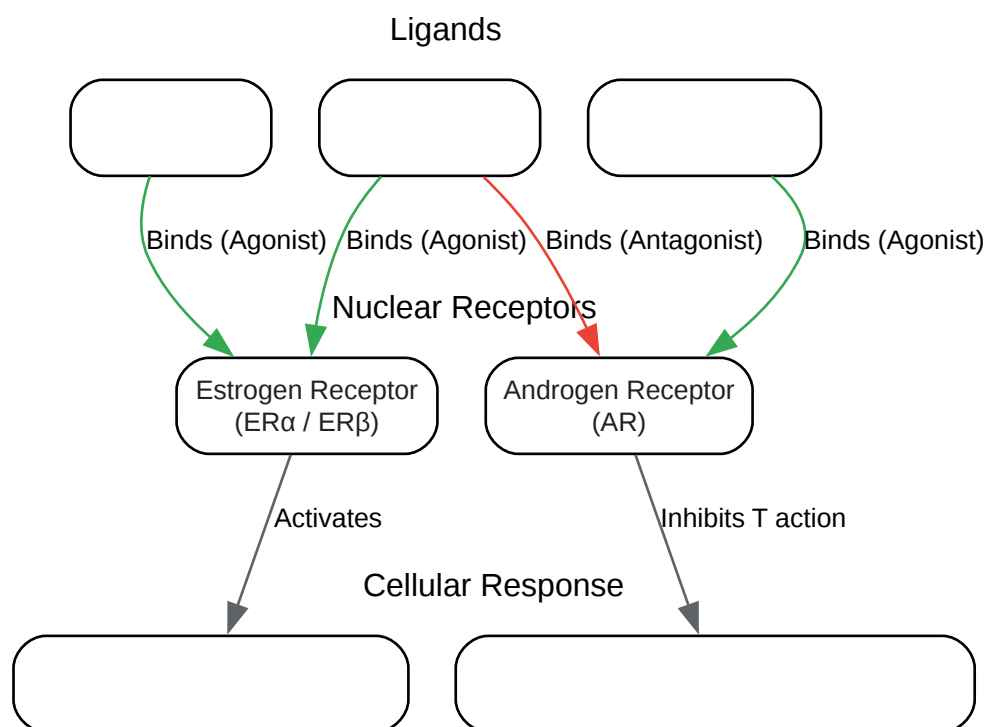 Ligands
Binds (Agonist)
Binds (Agonist)
Binds (Antagonist)
Binds (Agonist)
Nuclear Receptors
Estrogen Receptor
(ERα / ERβ)
Androgen Receptor
(AR)
Activates
Inhibits T action
Cellular Response